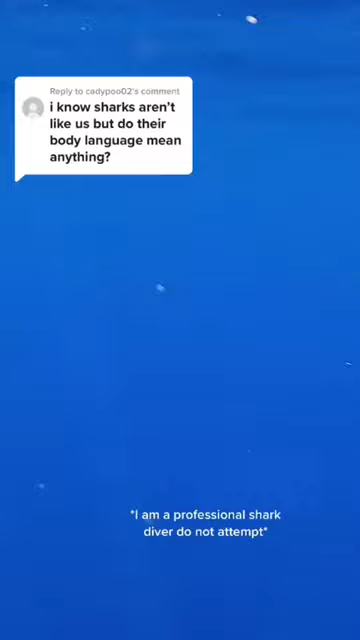 Reply to cadypoo02's comment
i know sharks aren't
like us but do their
body language mean
anything?
*I am a professional shark
diver do not attempt*